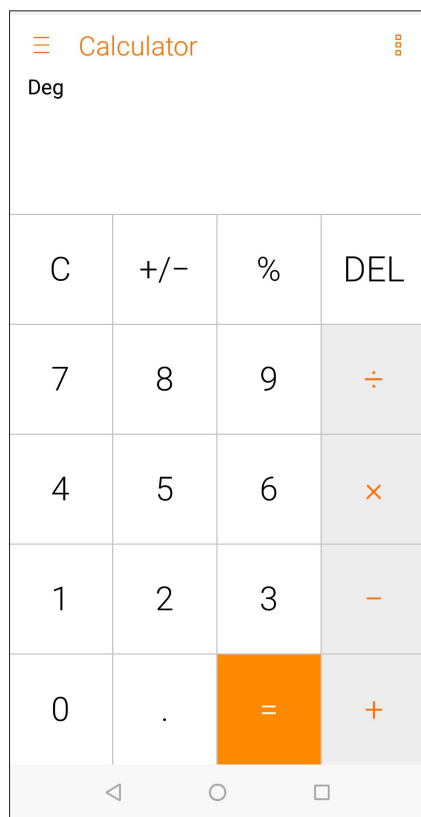 Calculator
Deg
C +/− % DEL
7 8 9 ÷
4 5 6 ×
1 2 3 −
0 . = +